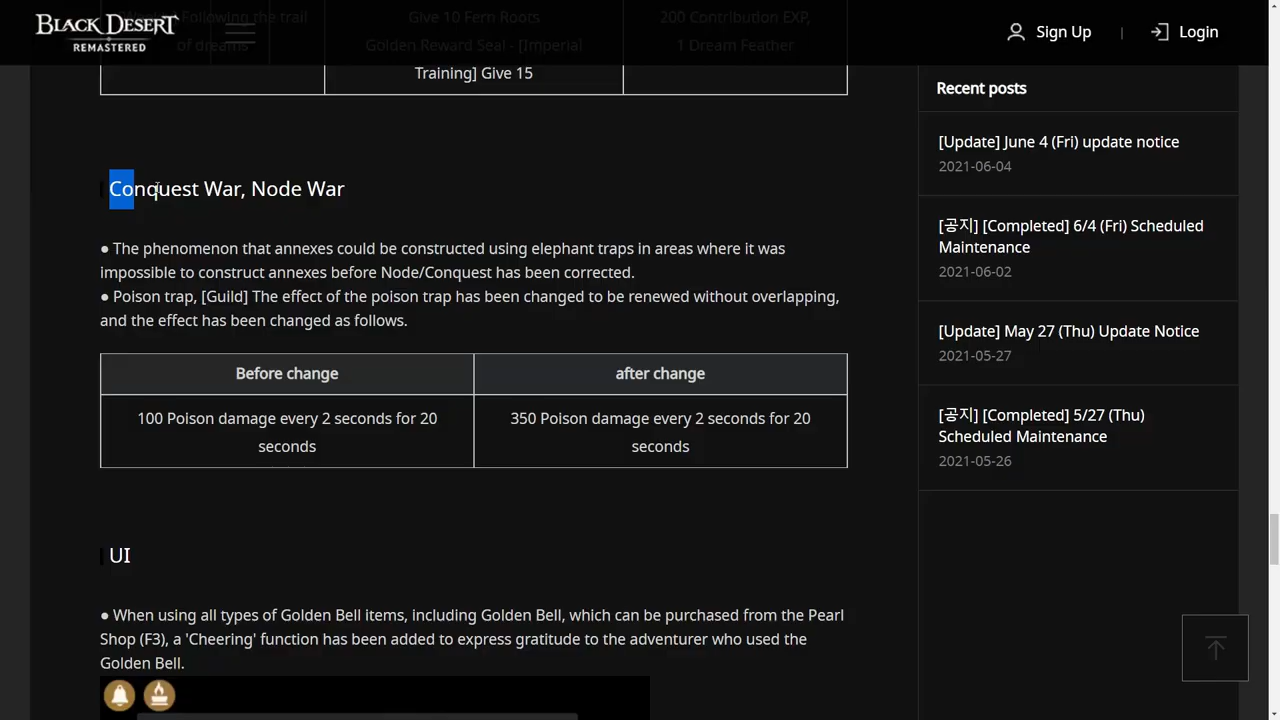 BLACK DESERT
REMASTERED
Sign Up
|
Login
Following the trail
of dreams
Give 10 Fern Roots
Golden Reward Seal - [Imperial
Training] Give 15
200 Contribution EXP,
1 Dream Feather
Conquest War, Node War
● The phenomenon that annexes could be constructed using elephant traps in areas where it was
impossible to construct annexes before Node/Conquest has been corrected.
● Poison trap, [Guild] The effect of the poison trap has been changed to be renewed without overlapping,
and the effect has been changed as follows.
Before change
after change
100 Poison damage every 2 seconds for 20
seconds
350 Poison damage every 2 seconds for 20
seconds
UI
● When using all types of Golden Bell items, including Golden Bell, which can be purchased from the Pearl
Shop (F3), a 'Cheering' function has been added to express gratitude to the adventurer who used the
Golden Bell.
Recent posts
[Update] June 4 (Fri) update notice
2021-06-04
[공지] [Completed] 6/4 (Fri) Scheduled
Maintenance
2021-06-02
[Update] May 27 (Thu) Update Notice
2021-05-27
[공지] [Completed] 5/27 (Thu)
Scheduled Maintenance
2021-05-26